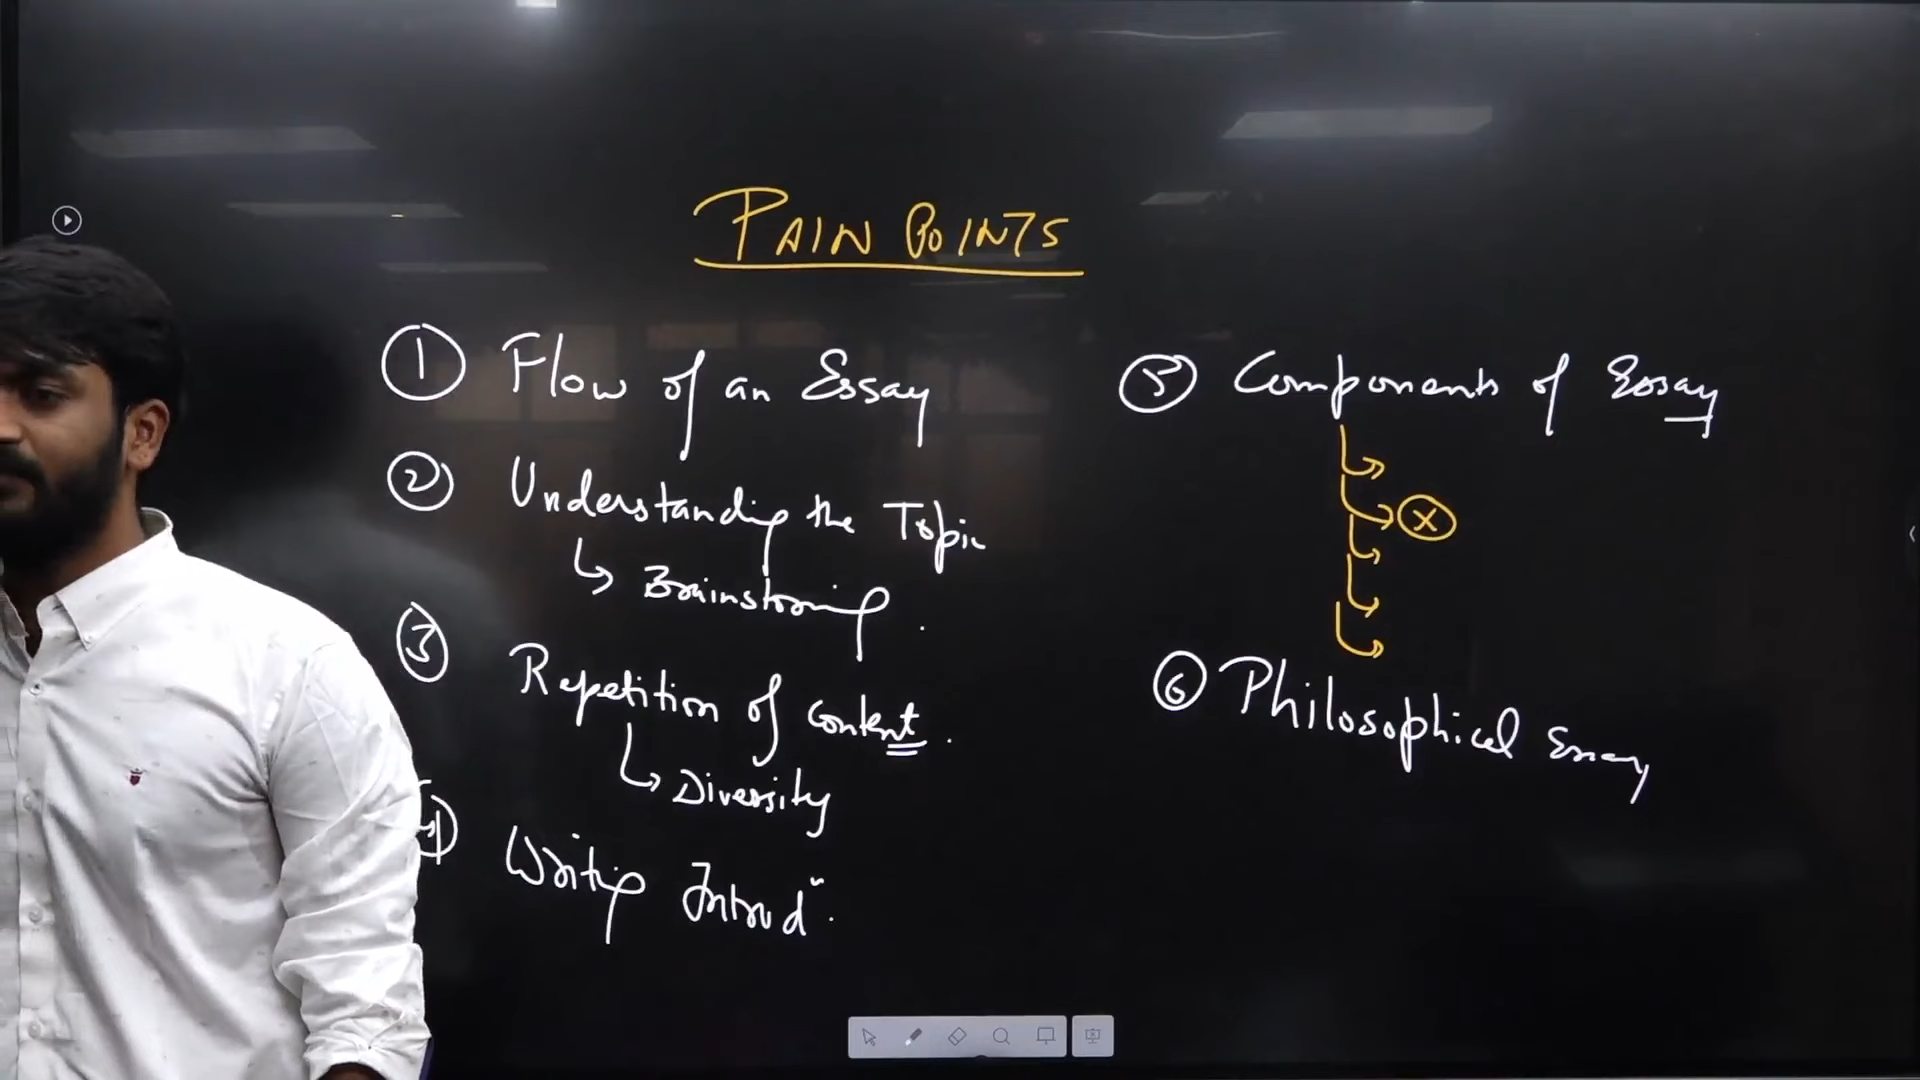 PAIN POINTS
① Flow of an Essay
② Understanding the Topic
↳ Brainstorming.
③ Repetition of content.
↳ Diversity
④ Writing Introdⁿ.
⑤ Components of Essay
Ⓧ
⑥ Philosophical Essay